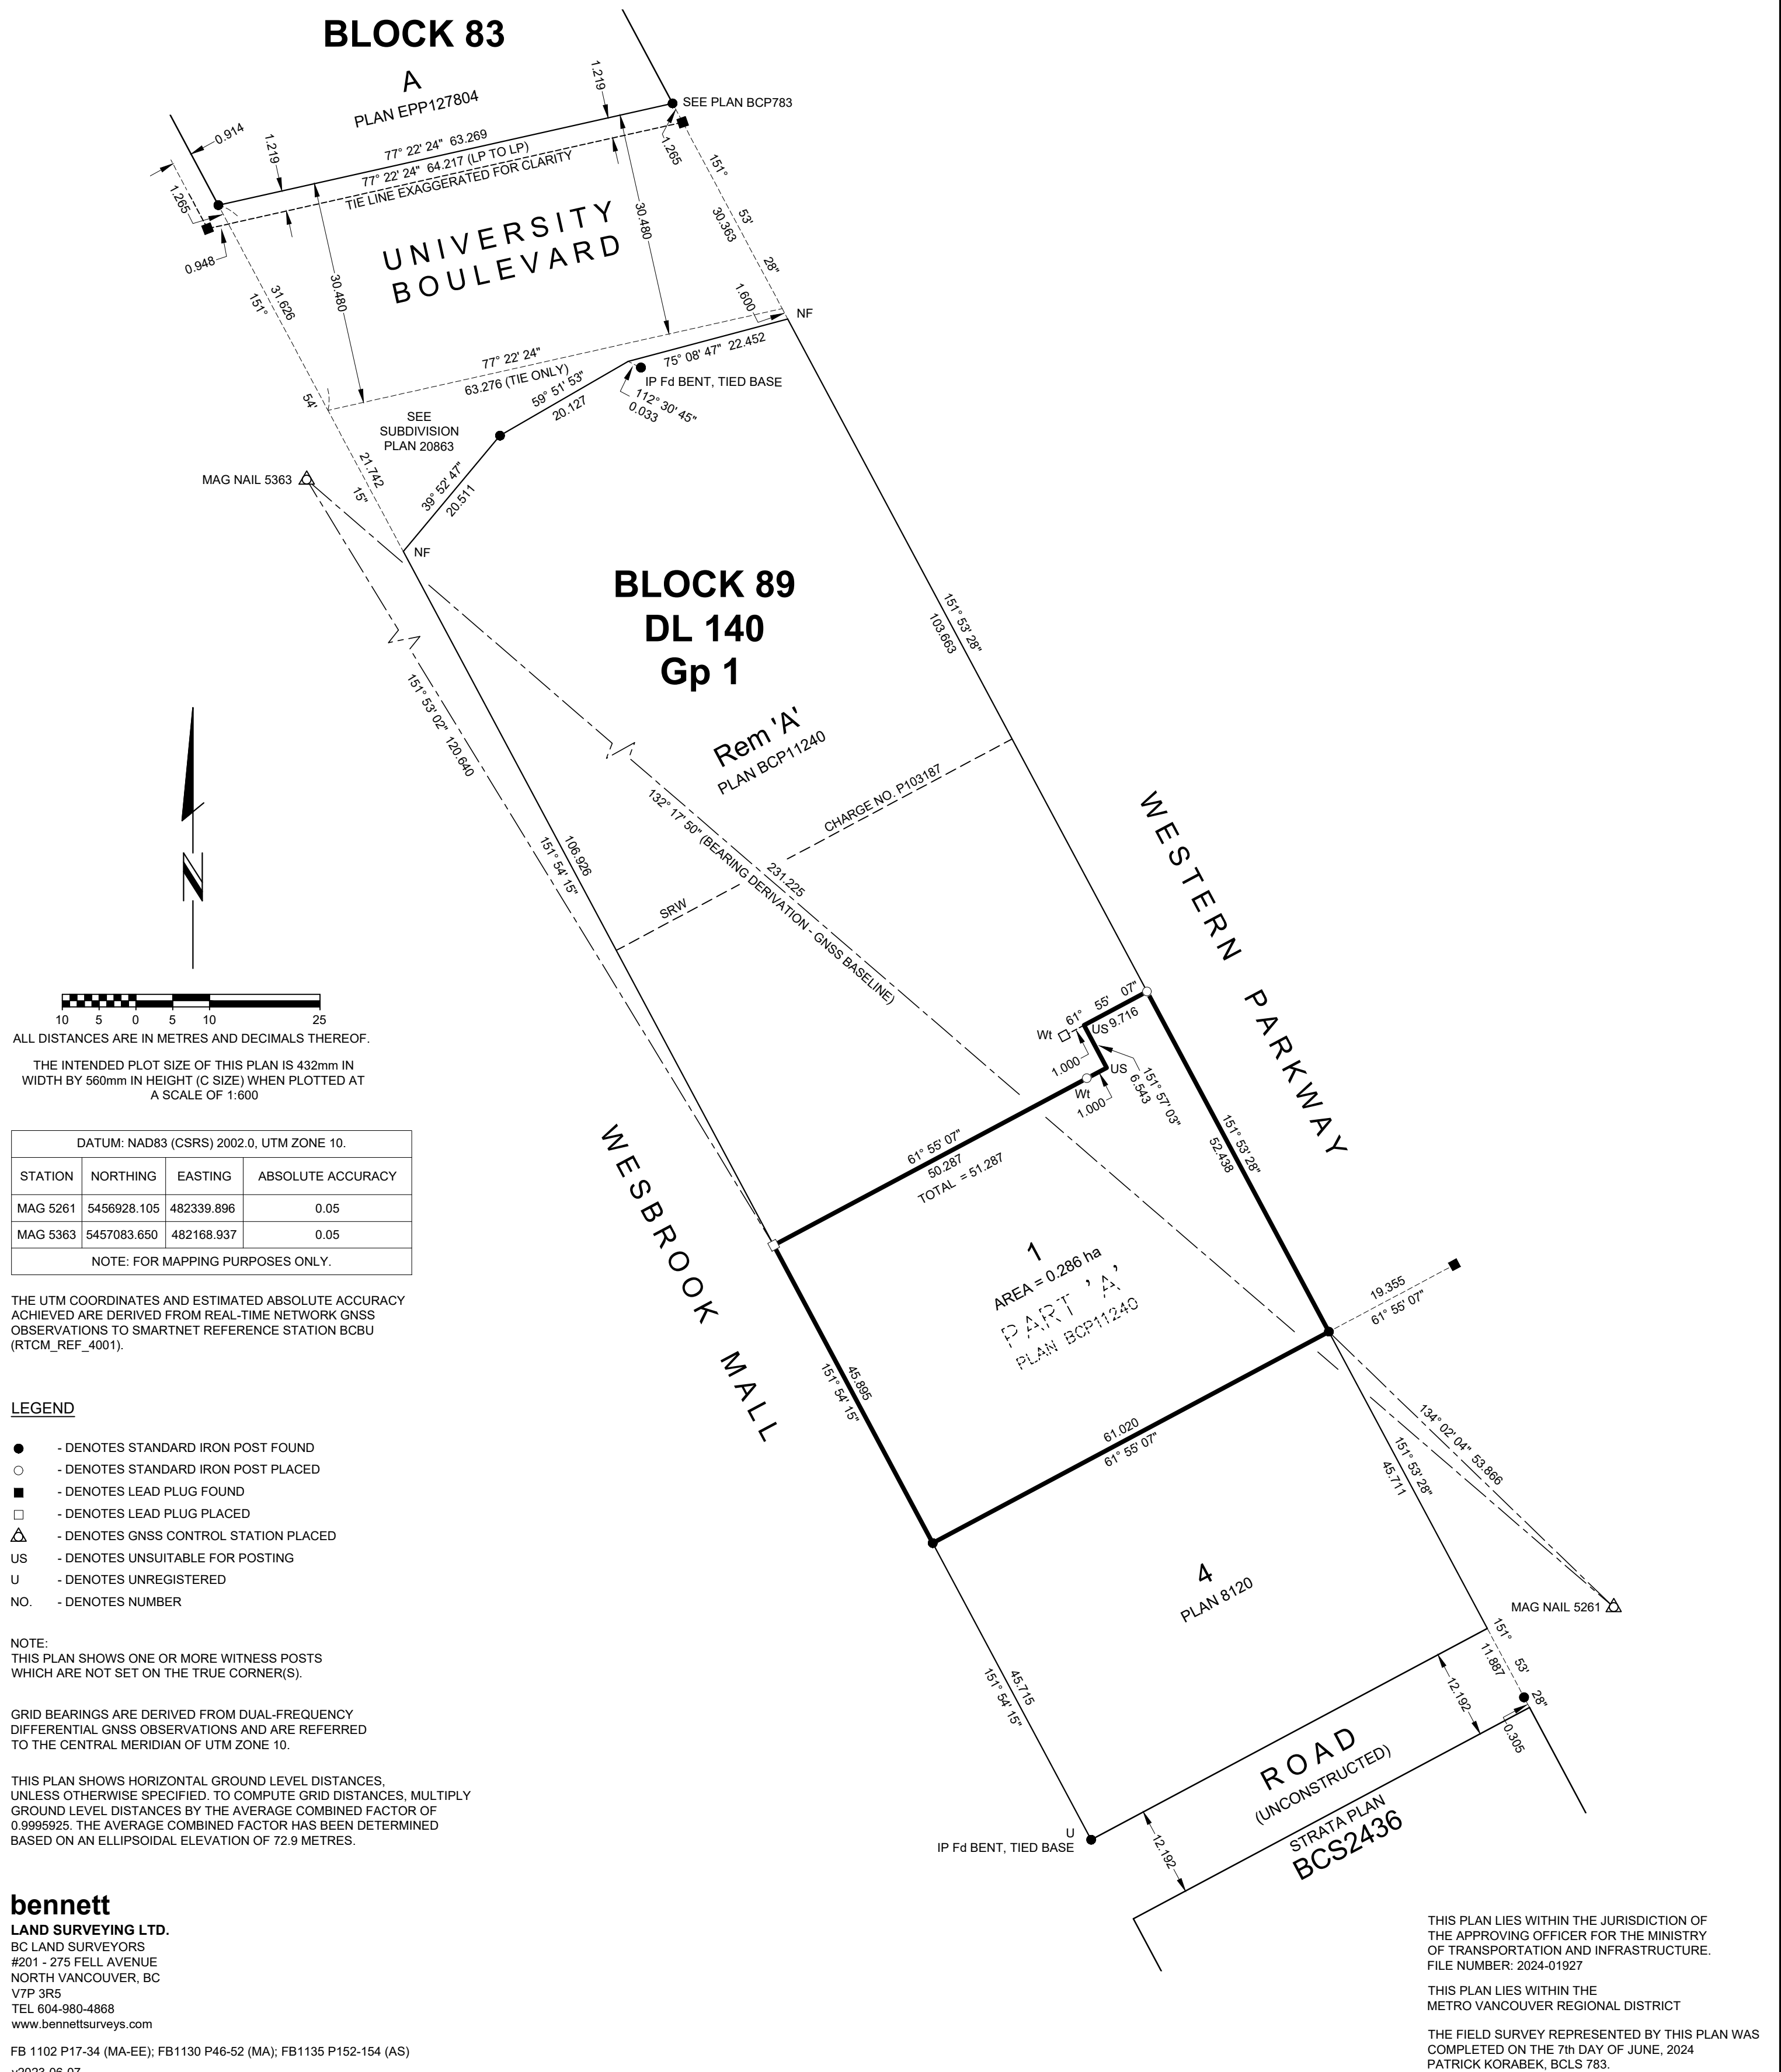 BLOCK 83
A
PLAN EPP127804
SEE PLAN BCP783
0.914
1.219
1.219
1.265
77° 22' 24" 63.269
77° 22' 24" 64.217 (LP TO LP)
TIE LINE EXAGGERATED FOR CLARITY
1.265
0.948
UNIVERSITY
BOULEVARD
30.480
30.480
151° 53' 28"
30.363
1.600
NF
31.626
151° 54' 15"
21.742
77° 22' 24"
63.276 (TIE ONLY)
75° 08' 47" 22.452
IP Fd BENT, TIED BASE
112° 30' 45"
0.033
59° 51' 53"
20.127
SEE
SUBDIVISION
PLAN 20863
39° 52' 47"
20.511
NF
MAG NAIL 5363
BLOCK 89
DL 140
Gp 1
Rem 'A'
PLAN BCP11240
151° 53' 28"
103.663
151° 53' 02" 120.640
132° 17' 50" (BEARING DERIVATION - GNSS BASELINE)
231.225
CHARGE NO. P103187
SRW
106.926
151° 54' 15"
WESTERN PARKWAY
WESBROOK MALL
61° 55' 07"
9.716
US
Wt
1.000
US
151° 57' 03"
6.543
Wt
1.000
61° 55' 07"
50.287
TOTAL = 51.287
151° 53' 28"
52.438
1
AREA = 0.286 ha
PART 'A'
PLAN BCP11240
19.355
61° 55' 07"
45.895
151° 54' 15"
61.020
61° 55' 07"
134° 02' 04" 53.866
151° 53' 28"
45.711
4
PLAN 8120
MAG NAIL 5261
151° 53' 28"
11.887
12.192
0.305
45.715
151° 54' 15"
ROAD
(UNCONSTRUCTED)
STRATA PLAN
BCS2436
12.192
U
IP Fd BENT, TIED BASE
N
10 5 0 5 10 25
ALL DISTANCES ARE IN METRES AND DECIMALS THEREOF.
THE INTENDED PLOT SIZE OF THIS PLAN IS 432mm IN
WIDTH BY 560mm IN HEIGHT (C SIZE) WHEN PLOTTED AT
A SCALE OF 1:600
DATUM: NAD83 (CSRS) 2002.0, UTM ZONE 10.
STATION NORTHING EASTING ABSOLUTE ACCURACY
MAG 5261 5456928.105 482339.896 0.05
MAG 5363 5457083.650 482168.937 0.05
NOTE: FOR MAPPING PURPOSES ONLY.
THE UTM COORDINATES AND ESTIMATED ABSOLUTE ACCURACY
ACHIEVED ARE DERIVED FROM REAL-TIME NETWORK GNSS
OBSERVATIONS TO SMARTNET REFERENCE STATION BCBU
(RTCM_REF_4001).
LEGEND
- DENOTES STANDARD IRON POST FOUND
- DENOTES STANDARD IRON POST PLACED
- DENOTES LEAD PLUG FOUND
- DENOTES LEAD PLUG PLACED
- DENOTES GNSS CONTROL STATION PLACED
US - DENOTES UNSUITABLE FOR POSTING
U - DENOTES UNREGISTERED
NO. - DENOTES NUMBER
NOTE:
THIS PLAN SHOWS ONE OR MORE WITNESS POSTS
WHICH ARE NOT SET ON THE TRUE CORNER(S).
GRID BEARINGS ARE DERIVED FROM DUAL-FREQUENCY
DIFFERENTIAL GNSS OBSERVATIONS AND ARE REFERRED
TO THE CENTRAL MERIDIAN OF UTM ZONE 10.
THIS PLAN SHOWS HORIZONTAL GROUND LEVEL DISTANCES,
UNLESS OTHERWISE SPECIFIED. TO COMPUTE GRID DISTANCES, MULTIPLY
GROUND LEVEL DISTANCES BY THE AVERAGE COMBINED FACTOR OF
0.9995925. THE AVERAGE COMBINED FACTOR HAS BEEN DETERMINED
BASED ON AN ELLIPSOIDAL ELEVATION OF 72.9 METRES.
bennett
LAND SURVEYING LTD.
BC LAND SURVEYORS
#201 - 275 FELL AVENUE
NORTH VANCOUVER, BC
V7P 3R5
TEL 604-980-4868
www.bennettsurveys.com
FB 1102 P17-34 (MA-EE); FB1130 P46-52 (MA); FB1135 P152-154 (AS)
v2023-06-07
THIS PLAN LIES WITHIN THE JURISDICTION OF
THE APPROVING OFFICER FOR THE MINISTRY
OF TRANSPORTATION AND INFRASTRUCTURE.
FILE NUMBER: 2024-01927
THIS PLAN LIES WITHIN THE
METRO VANCOUVER REGIONAL DISTRICT
THE FIELD SURVEY REPRESENTED BY THIS PLAN WAS
COMPLETED ON THE 7th DAY OF JUNE, 2024
PATRICK KORABEK, BCLS 783.